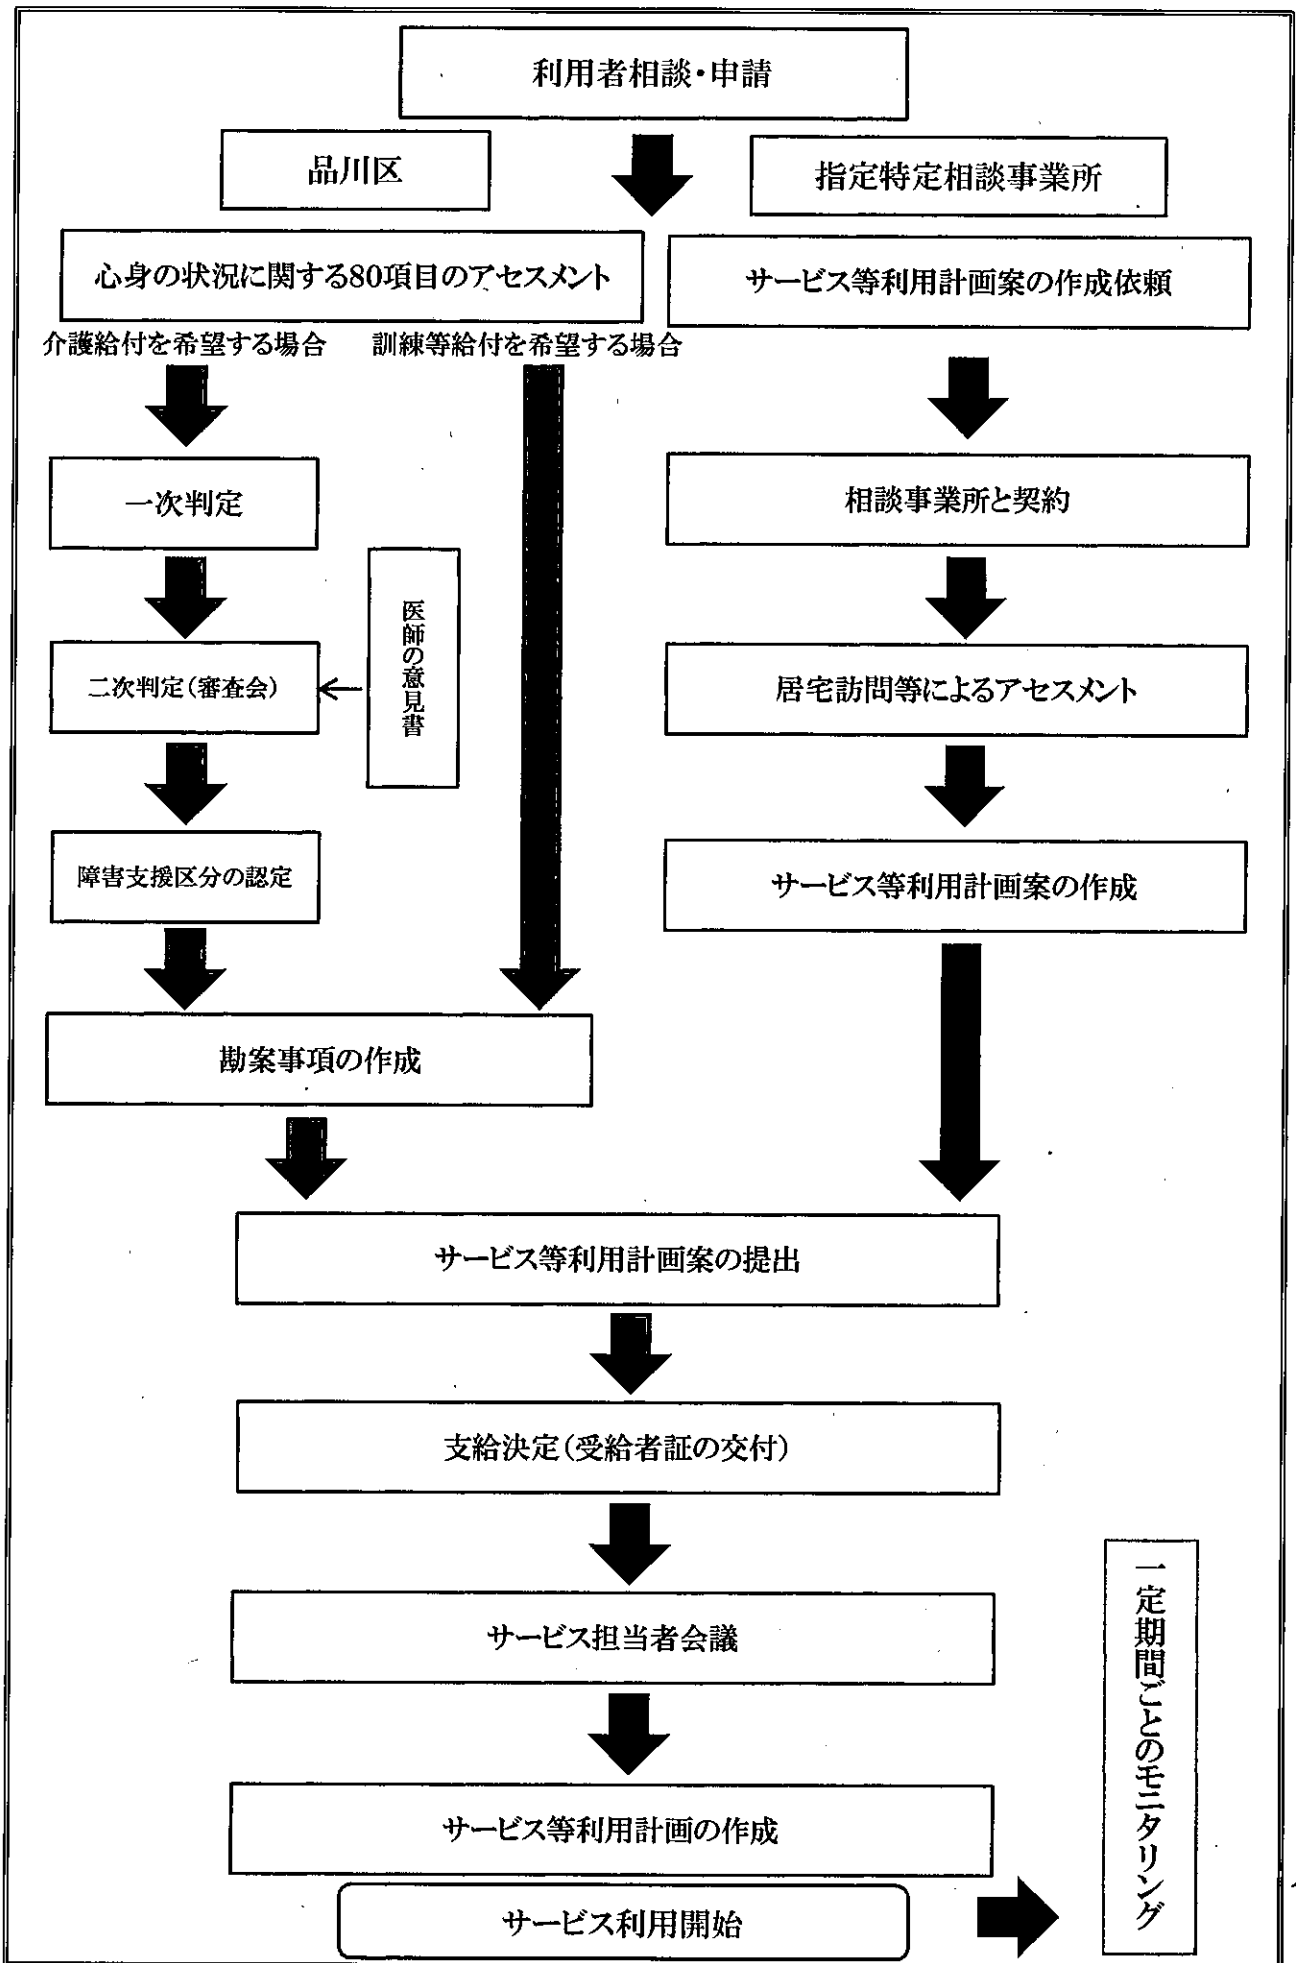 利用者相談・申請
品川区
指定特定相談事業所
心身の状況に関する80項目のアセスメント
サービス等利用計画案の作成依頼
介護給付を希望する場合
訓練等給付を希望する場合
一次判定
相談事業所と契約
医師の意見書
二次判定(審査会)
居宅訪問等によるアセスメント
障害支援区分の認定
サービス等利用計画案の作成
勘案事項の作成
サービス等利用計画案の提出
支給決定(受給者証の交付)
サービス担当者会議
サービス等利用計画の作成
サービス利用開始
一定期間ごとのモニタリング